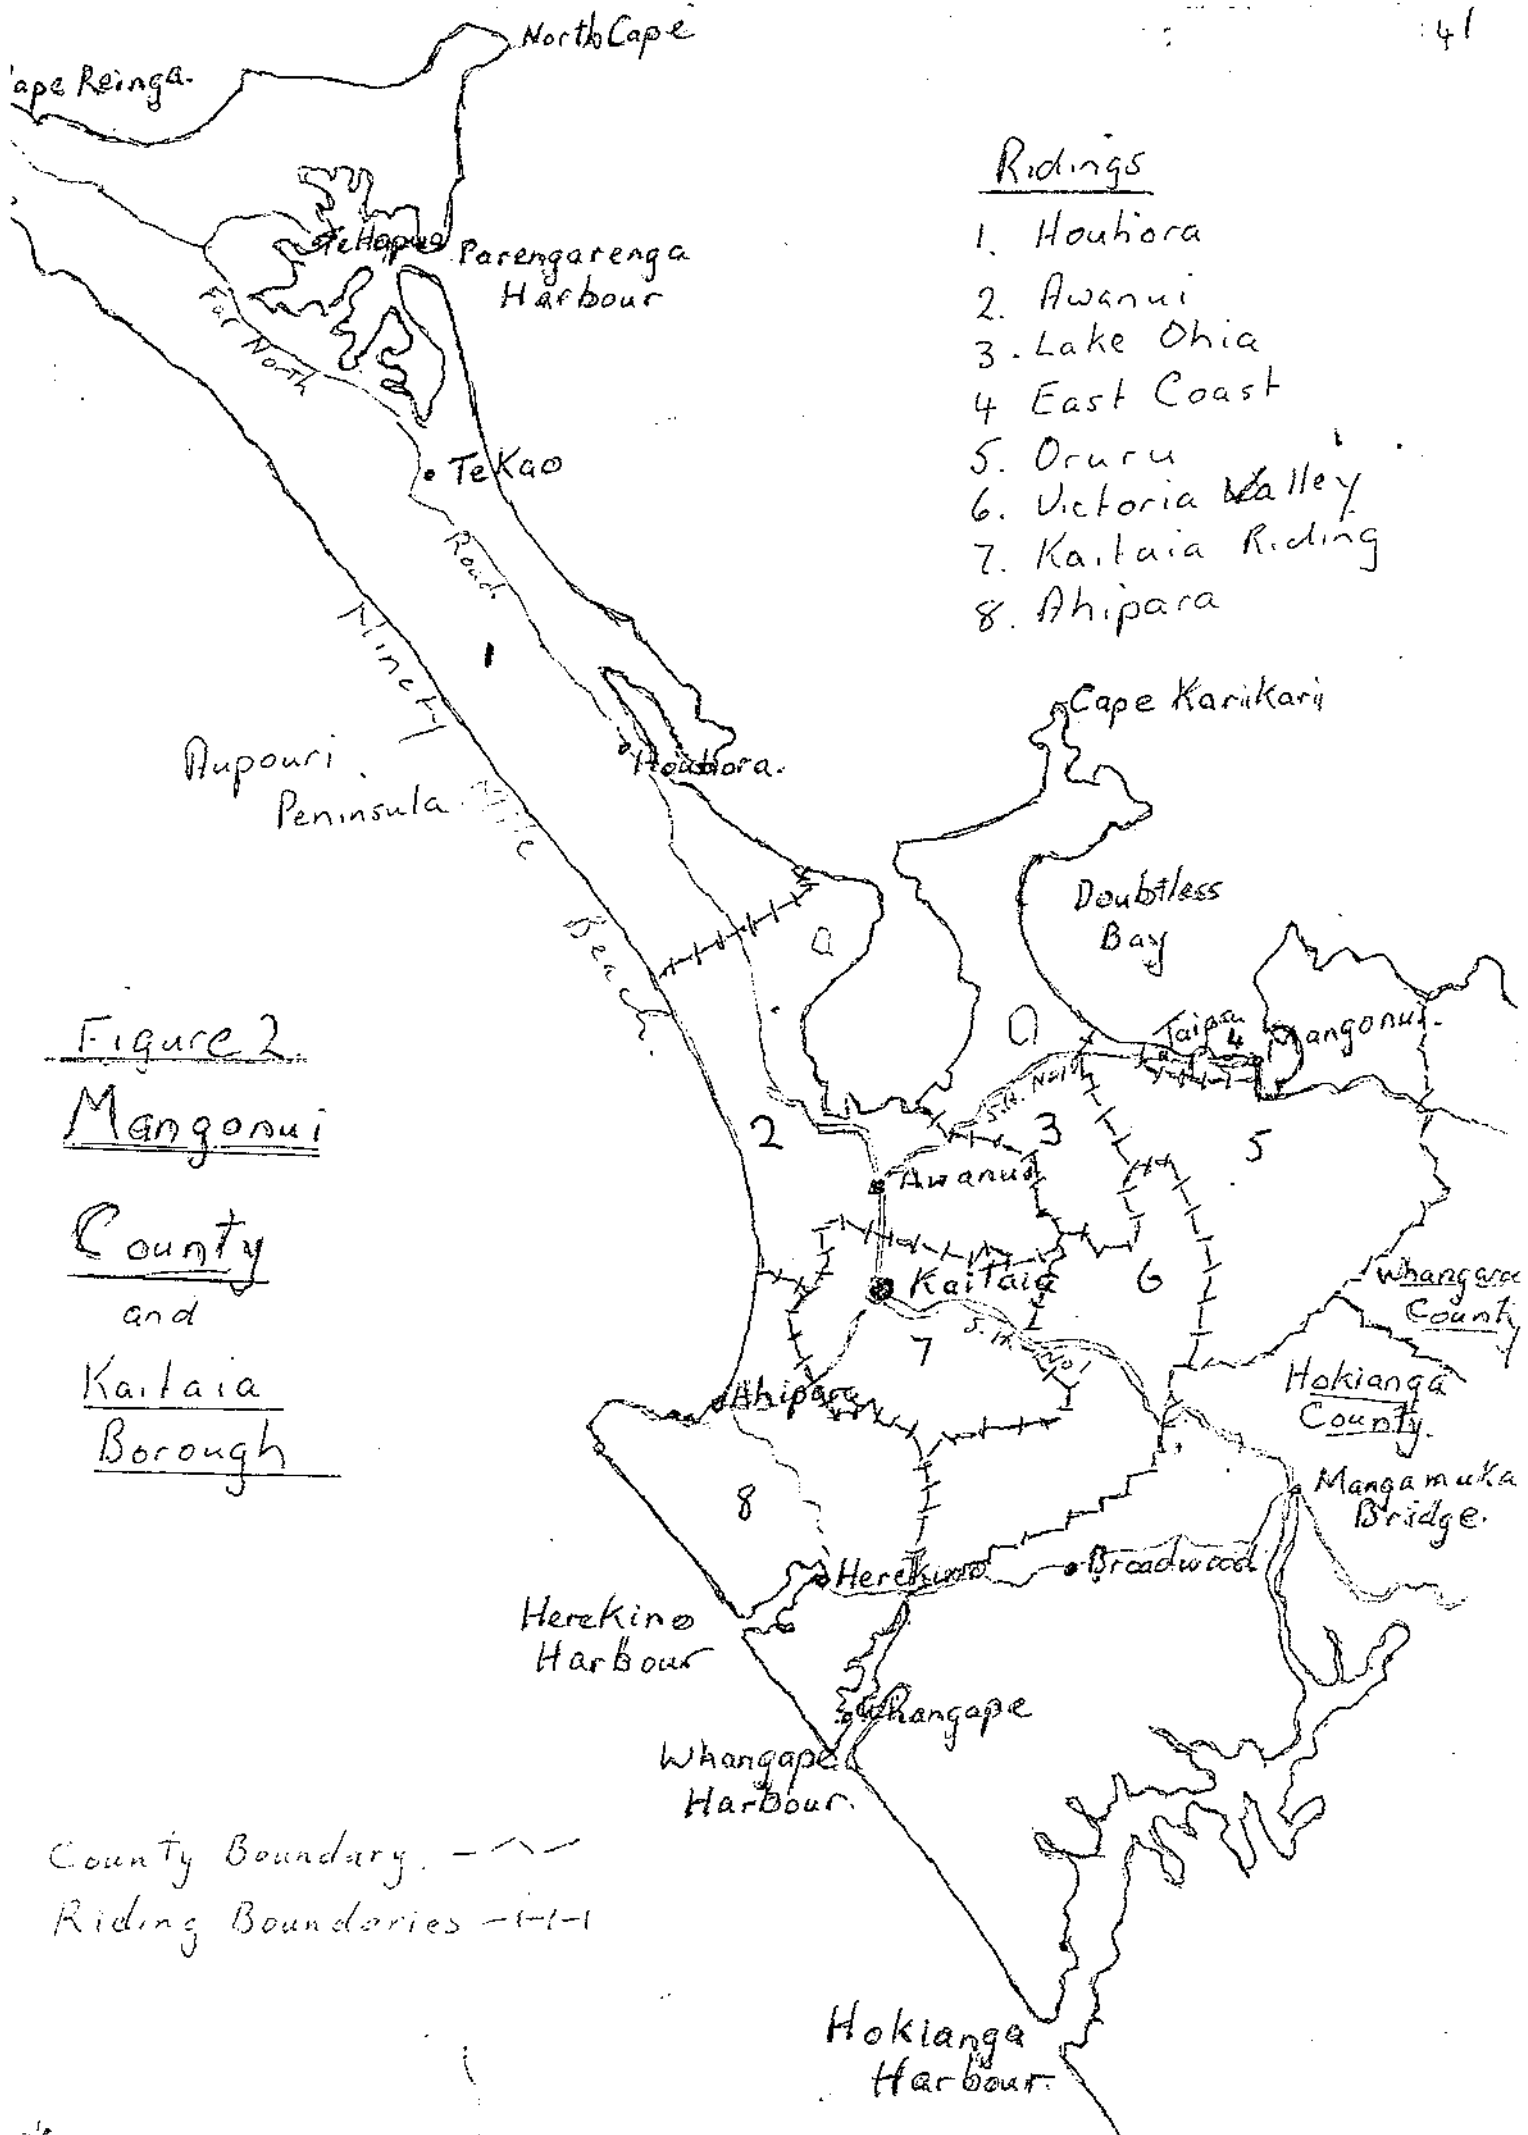 41
North Cape
ape Reinga.
Ridings
1. Houhora
2. Awanui
3. Lake Ohia
4 East Coast
5. Oruru
6. Victoria Valley
7. Kaitaia Riding
8. Ahipara
Te Hapua
Parengarenga
Harbour
Far North
Te Kao
Road
1
Ninety
Mile
Beach.
Aupouri
Peninsula
Houhora.
Cape Karikari
Doubtless
Bay
Taipa
4
Mangonui.
Figure 2.
Mangonui
County
and
Kaitaia
Borough
2
3
5
Awanui
6
Kaitaia
7
S.H. No1
Whangaroa
County
Hokianga
County.
Ahipara
8
Mangamuka
Bridge.
Herekino
Broadwood
Herekino
Harbour
Whangape
Whangape
Harbour.
County Boundary.
Riding Boundaries
Hokianga
Harbour.